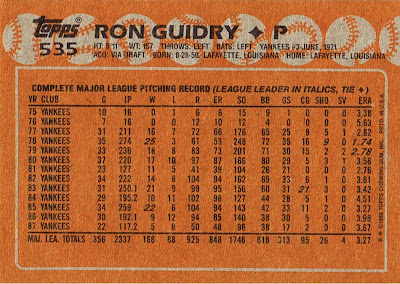 Topps
535
RON GUIDRY ✦ P
HT: 5'11" WT: 157 THROWS: LEFT BATS: LEFT YANKEES #3-JUNE, 1971
ACQ: VIA DRAFT BORN: 8-28-50, LAFAYETTE, LOUISIANA HOME: LAFAYETTE, LOUISIANA
COMPLETE MAJOR LEAGUE PITCHING RECORD (LEAGUE LEADER IN ITALICS, TIE ✦)
YR CLUB G IP W L R ER SO BB GS CG SHO SV ERA
75 YANKEES 10 16 0 1 6 6 15 9 1 0 0 0 3.38
76 YANKEES 7 16 0 0 12 10 12 4 0 0 0 0 5.63
77 YANKEES 31 211 16 7 72 66 176 65 25 9 5 1 2.82
78 YANKEES 35 274 25 3 61 53 248 72 35 16 9 0 1.74
79 YANKEES 33 236 18 8 83 73 201 71 30 15 2 2 2.78
80 YANKEES 37 220 17 10 97 87 166 80 29 5 3 1 3.56
81 YANKEES 23 127 11 5 41 39 104 26 21 0 0 0 2.76
82 YANKEES 34 222 14 8 104 94 162 69 33 6 1 0 3.81
83 YANKEES 31 250.1 21 9 99 95 156 60 31 21 3 0 3.42
84 YANKEES 29 195.2 10 11 102 98 127 44 28 5 1 0 4.51
85 YANKEES 34 259 22 6 104 94 143 42 33 11 2 0 3.27
86 YANKEES 30 192.1 9 12 94 85 140 38 30 5 0 0 3.98
87 YANKEES 22 117.2 5 8 50 48 96 38 17 2 0 0 3.67
MAJ. LEA. TOTALS 356 2337 168 88 925 848 1746 618 313 95 26 4 3.27
© 1988 TOPPS CHEWING GUM, INC. PRTD. IN U.S.A.